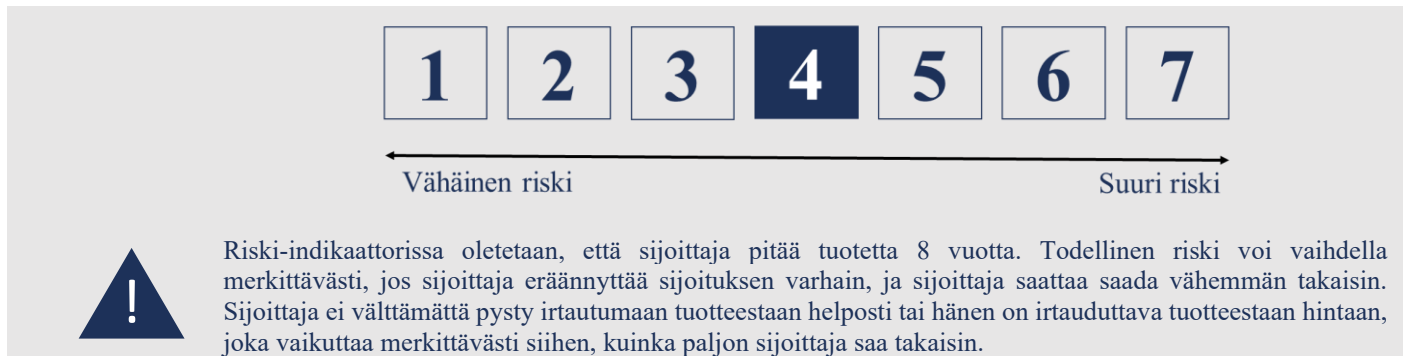 1 2 3 4 5 6 7
Vähäinen riski Suuri riski
Riski-indikaattorissa oletetaan, että sijoittaja pitää tuotetta 8 vuotta. Todellinen riski voi vaihdella
merkittävästi, jos sijoittaja eräännyttää sijoituksen varhain, ja sijoittaja saattaa saada vähemmän takaisin.
! Sijoittaja ei välttämättä pysty irtautumaan tuotteestaan helposti tai hänen on irtauduttava tuotteestaan hintaan,
joka vaikuttaa merkittävästi siihen, kuinka paljon sijoittaja saa takaisin.